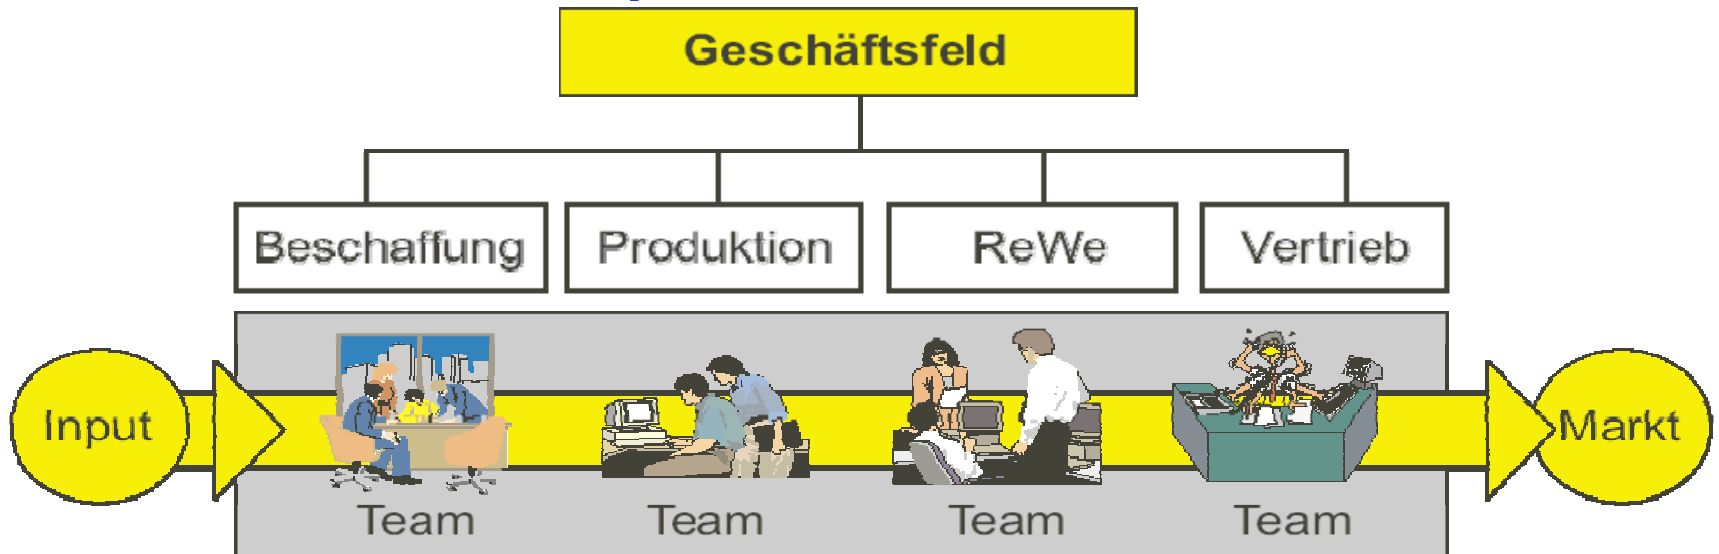 Geschäftsfeld
Beschaffung
Produktion
ReWe
Vertrieb
Input
Markt
Team
Team
Team
Team